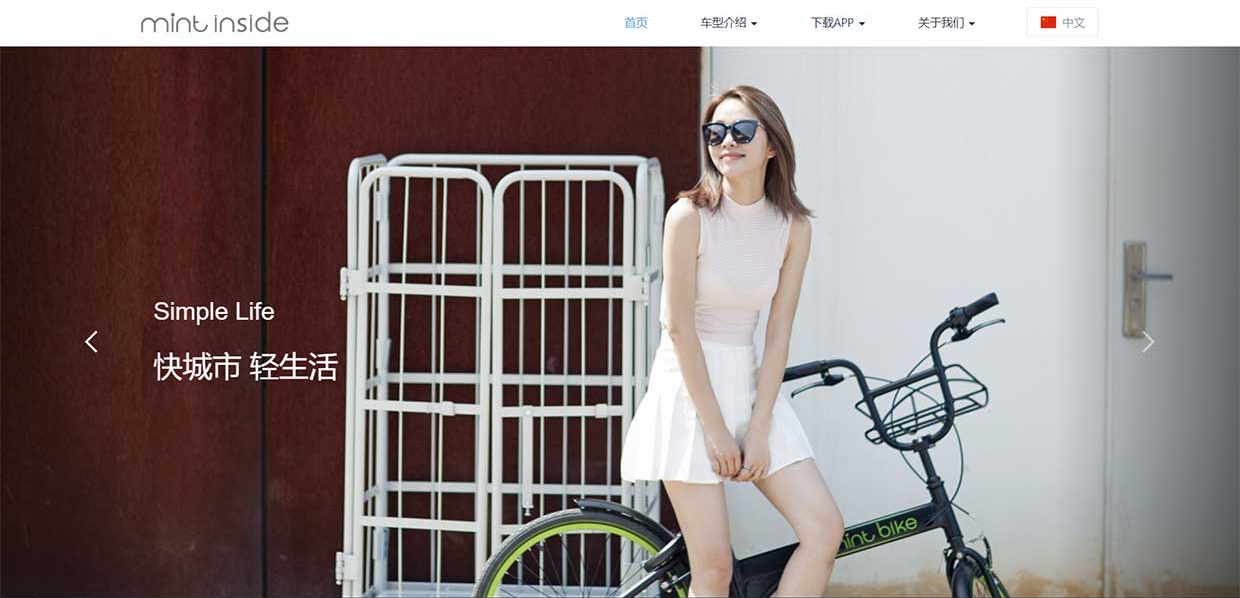 mint inside
首页
车型介绍
下载APP
关于我们
中文
Simple Life
快城市 轻生活
mint bike